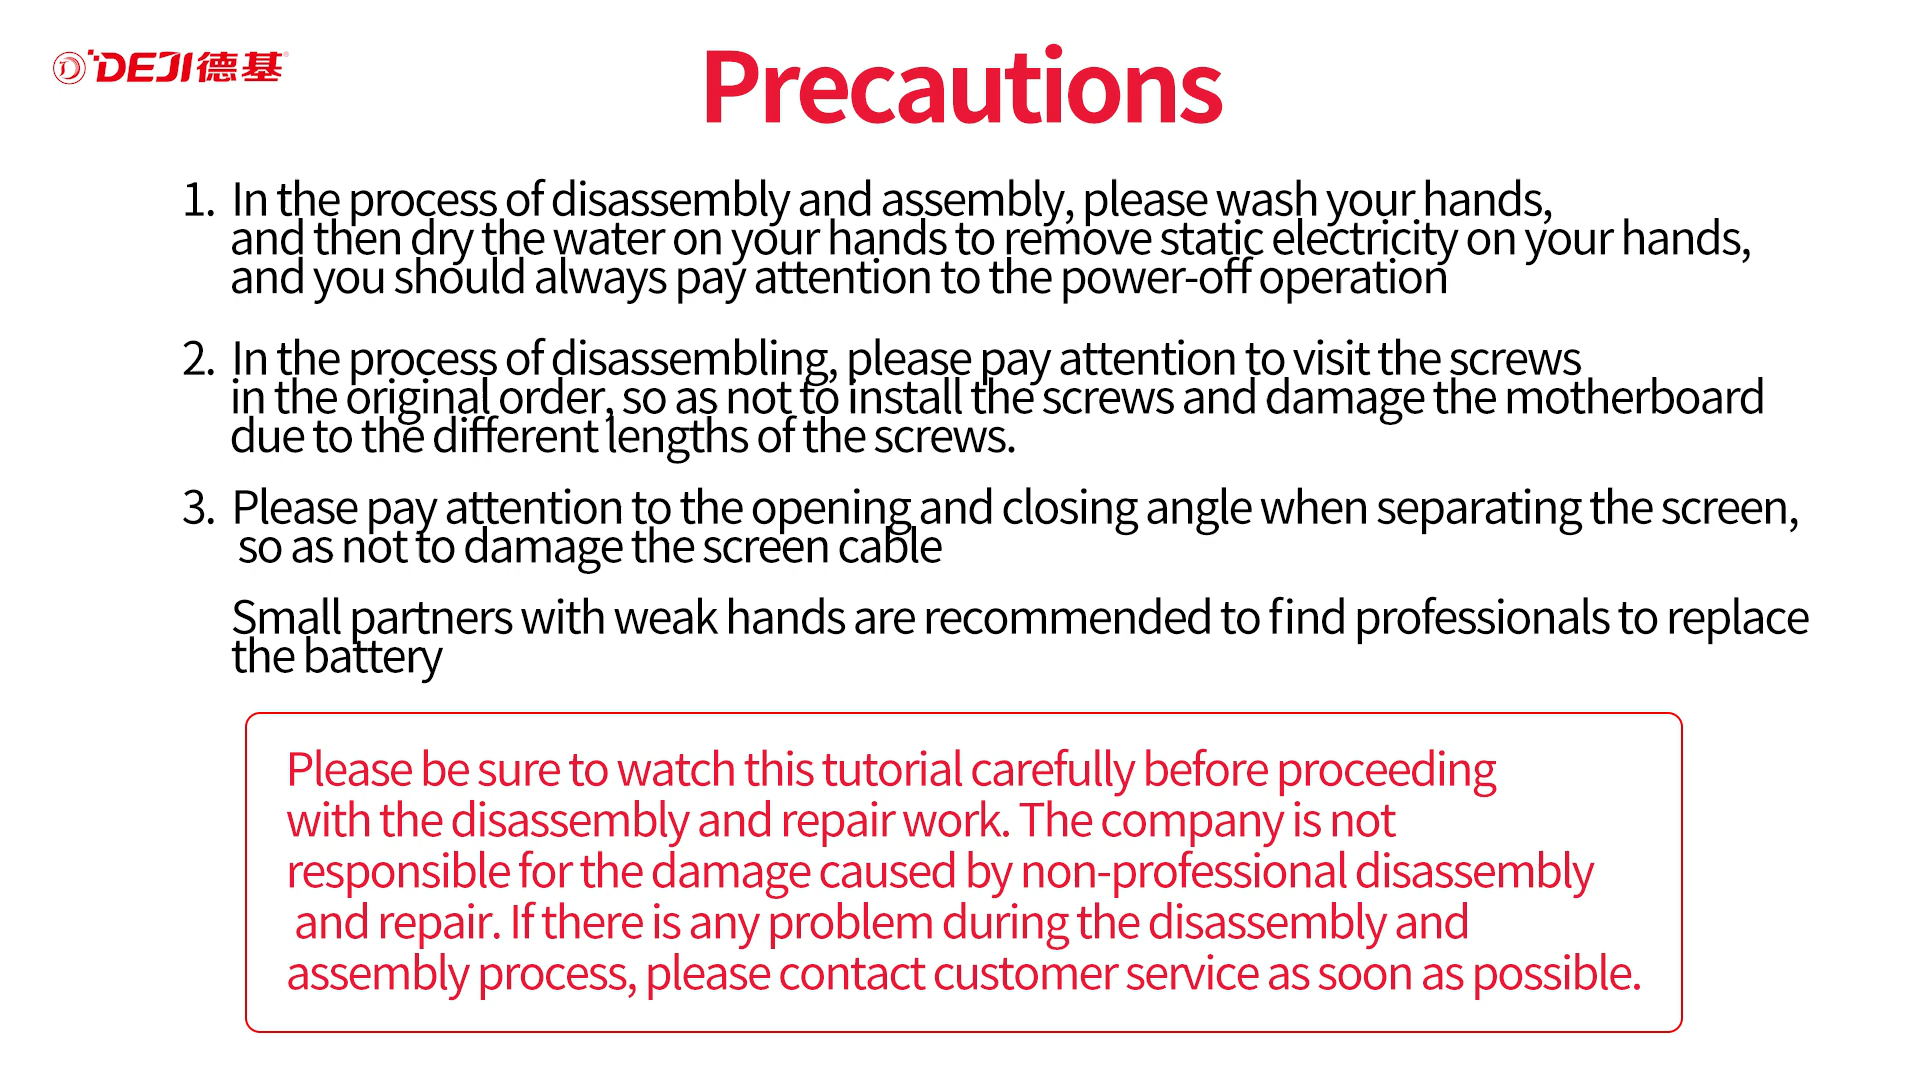 DEJI德基®
Precautions
1. In the process of disassembly and assembly, please wash your hands,
and then dry the water on your hands to remove static electricity on your hands,
and you should always pay attention to the power-off operation
2. In the process of disassembling, please pay attention to visit the screws
in the original order, so as not to install the screws and damage the motherboard
due to the different lengths of the screws.
3. Please pay attention to the opening and closing angle when separating the screen,
so as not to damage the screen cable
Small partners with weak hands are recommended to find professionals to replace
the battery
Please be sure to watch this tutorial carefully before proceeding
with the disassembly and repair work. The company is not
responsible for the damage caused by non-professional disassembly
and repair. If there is any problem during the disassembly and
assembly process, please contact customer service as soon as possible.